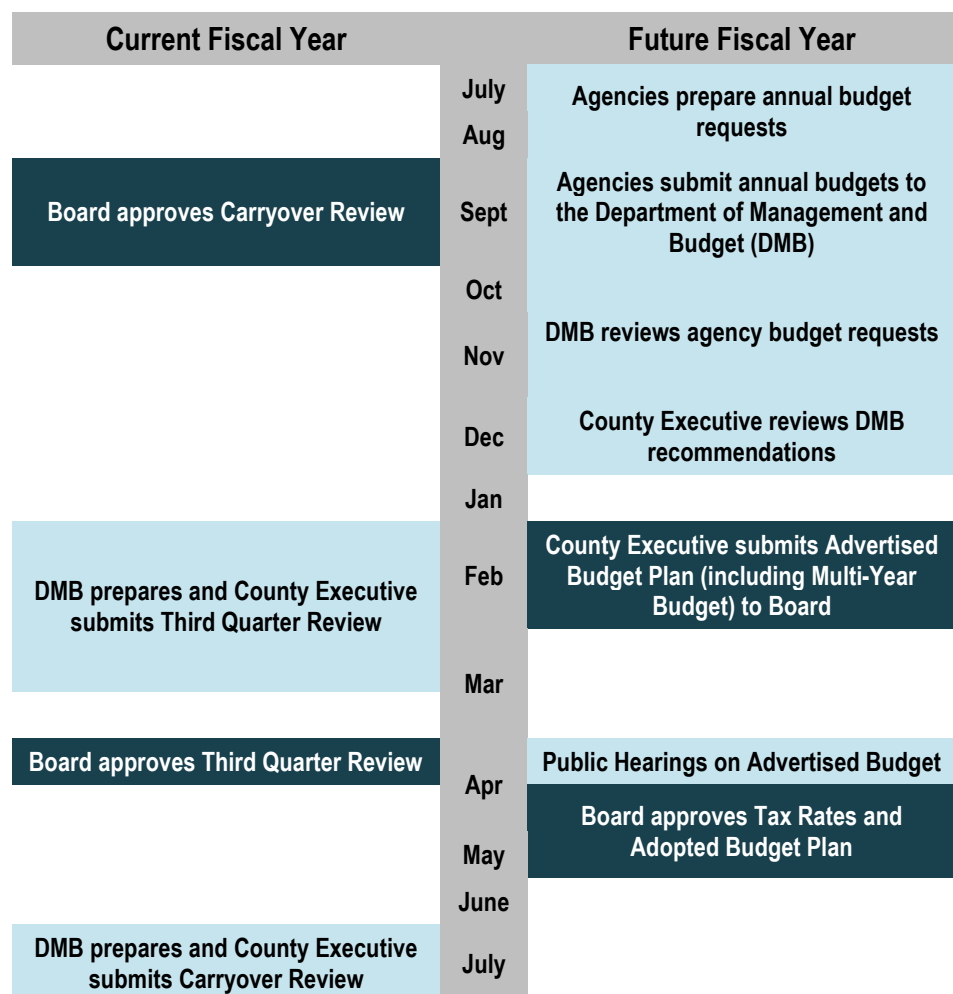 Current Fiscal Year
Future Fiscal Year
July
Agencies prepare annual budget
requests
Aug
Board approves Carryover Review
Sept
Agencies submit annual budgets to
the Department of Management and
Budget (DMB)
Oct
DMB reviews agency budget requests
Nov
Dec
County Executive reviews DMB
recommendations
Jan
DMB prepares and County Executive
submits Third Quarter Review
Feb
County Executive submits Advertised
Budget Plan (including Multi-Year
Budget) to Board
Mar
Board approves Third Quarter Review
Apr
Public Hearings on Advertised Budget
Board approves Tax Rates and
Adopted Budget Plan
May
June
DMB prepares and County Executive
submits Carryover Review
July